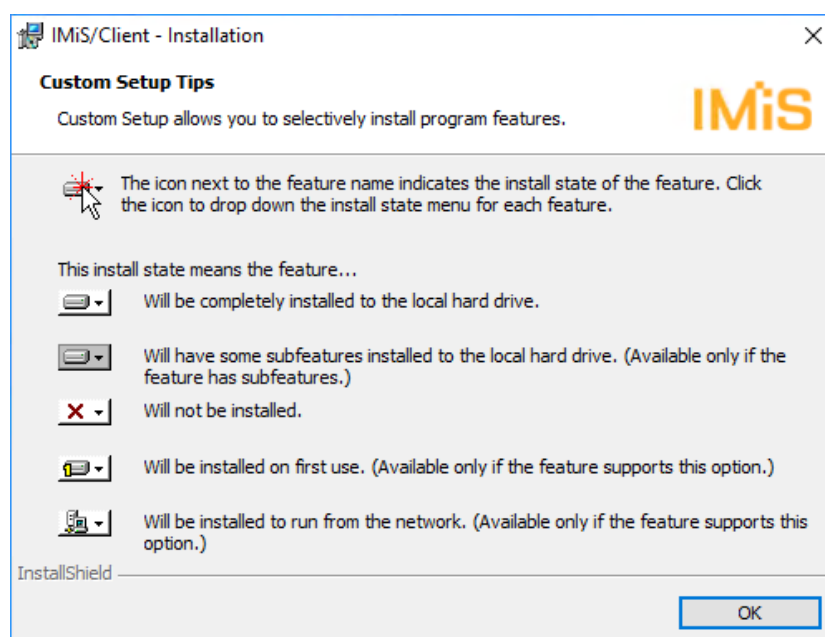 IMiS/Client - Installation
Custom Setup Tips
Custom Setup allows you to selectively install program features.
IMiS
The icon next to the feature name indicates the install state of the feature. Click
the icon to drop down the install state menu for each feature.
This install state means the feature...
Will be completely installed to the local hard drive.
Will have some subfeatures installed to the local hard drive. (Available only if the
feature has subfeatures.)
Will not be installed.
Will be installed on first use. (Available only if the feature supports this option.)
Will be installed to run from the network. (Available only if the feature supports this
option.)
InstallShield
OK